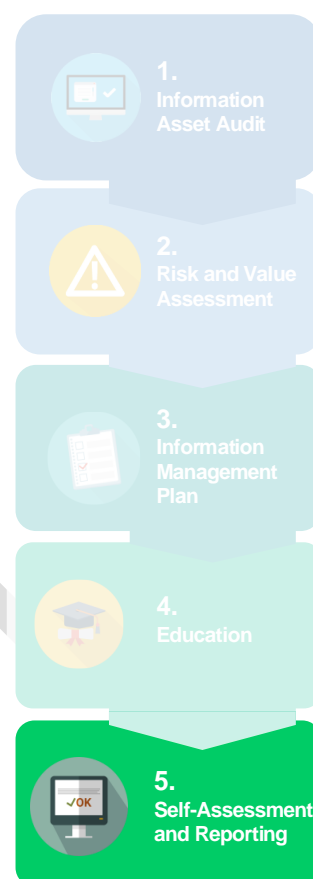 1.
Information
Asset Audit
2.
Risk and Value
Assessment
3.
Information
Management
Plan
4.
Education
OK
5.
Self-Assessment
and Reporting